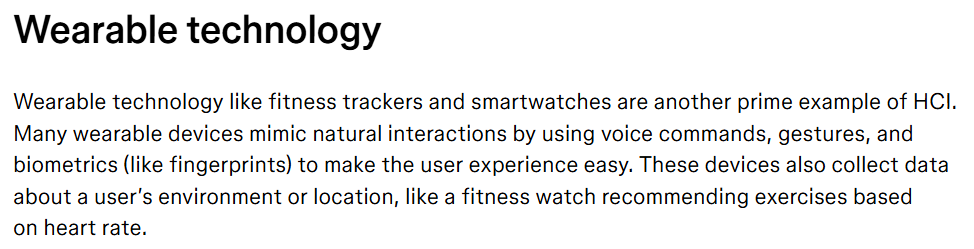 Wearable technology
Wearable technology like fitness trackers and smartwatches are another prime example of HCI.
Many wearable devices mimic natural interactions by using voice commands, gestures, and
biometrics (like fingerprints) to make the user experience easy. These devices also collect data
about a user’s environment or location, like a fitness watch recommending exercises based
on heart rate.